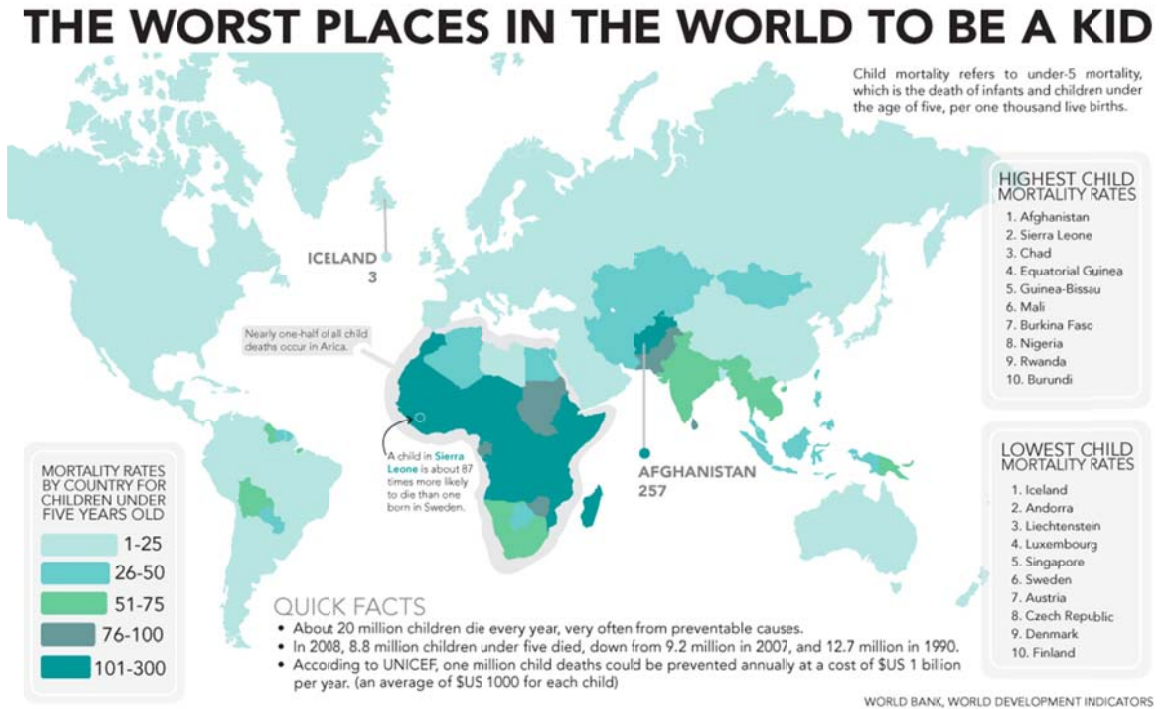 THE WORST PLACES IN THE WORLD TO BE A KID
Child mortality refers to under-5 mortality,
which is the death of infants and children under
the age of five, per one thousand live births.
HIGHEST CHILD
MORTALITY RATES
1. Afghanistan
2. Sierra Leone
3. Chad
4. Equatorial Guinea
5. Guinea-Bissau
6. Mali
7. Burkina Faso
8. Nigeria
9. Rwanda
10. Burundi
ICELAND
3
Nearly one-half of all child
deaths occur in Arica.
A child in Sierra
Leone is about 87
times more likely
to die than one
born in Sweden.
AFGHANISTAN
257
LOWEST CHILD
MORTALITY RATES
1. Iceland
2. Andorra
3. Liechtenstein
4. Luxembourg
5. Singapore
6. Sweden
7. Austria
8. Czech Republic
9. Denmark
10. Finland
MORTALITY RATES
BY COUNTRY FOR
CHILDREN UNDER
FIVE YEARS OLD
1-25
26-50
51-75
76-100
101-300
QUICK FACTS
• About 20 million children die every year, very often from preventable causes.
• In 2008, 8.8 million children under five died, down from 9.2 million in 2007, and 12.7 million in 1990.
• According to UNICEF, one million child deaths could be prevented annually at a cost of $US 1 billion
per year. (an average of $US 1000 for each child)
WORLD BANK, WORLD DEVELOPMENT INDICATORS